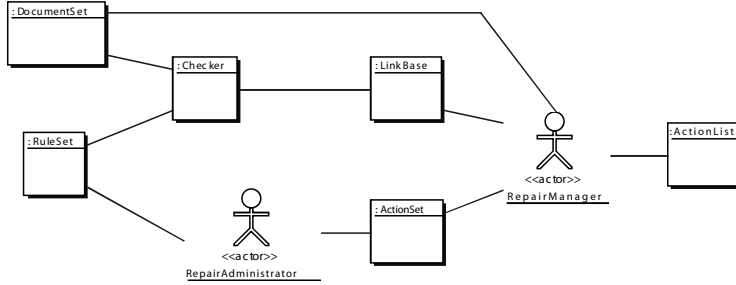 :DocumentSet
:Checker
:LinkBase
:RuleSet
:ActionList
<<actor>>
RepairManager
:ActionSet
<<actor>>
RepairAdministrator